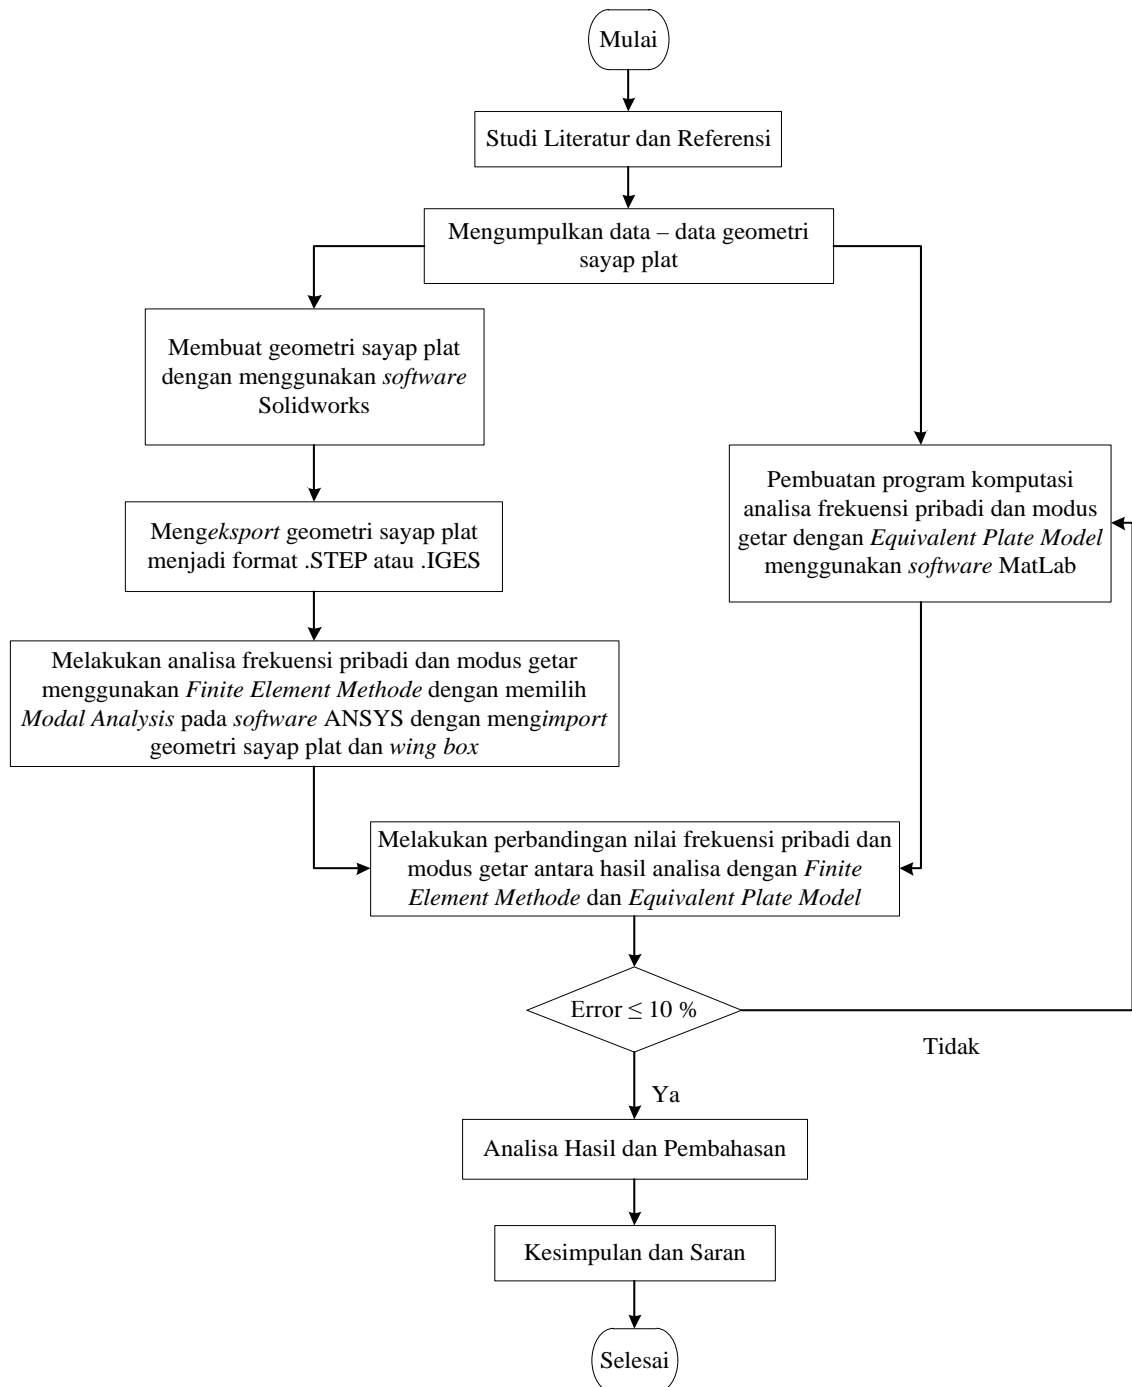 Mulai
Studi Literatur dan Referensi
Mengumpulkan data – data geometri
sayap plat
Membuat geometri sayap plat
dengan menggunakan software
Solidworks
Mengeksport geometri sayap plat
menjadi format .STEP atau .IGES
Melakukan analisa frekuensi pribadi dan modus getar
menggunakan Finite Element Methode dengan memilih
Modal Analysis pada software ANSYS dengan mengimport
geometri sayap plat dan wing box
Pembuatan program komputasi
analisa frekuensi pribadi dan modus
getar dengan Equivalent Plate Model
menggunakan software MatLab
Melakukan perbandingan nilai frekuensi pribadi dan
modus getar antara hasil analisa dengan Finite
Element Methode dan Equivalent Plate Model
Error ≤ 10 %
Tidak
Ya
Analisa Hasil dan Pembahasan
Kesimpulan dan Saran
Selesai